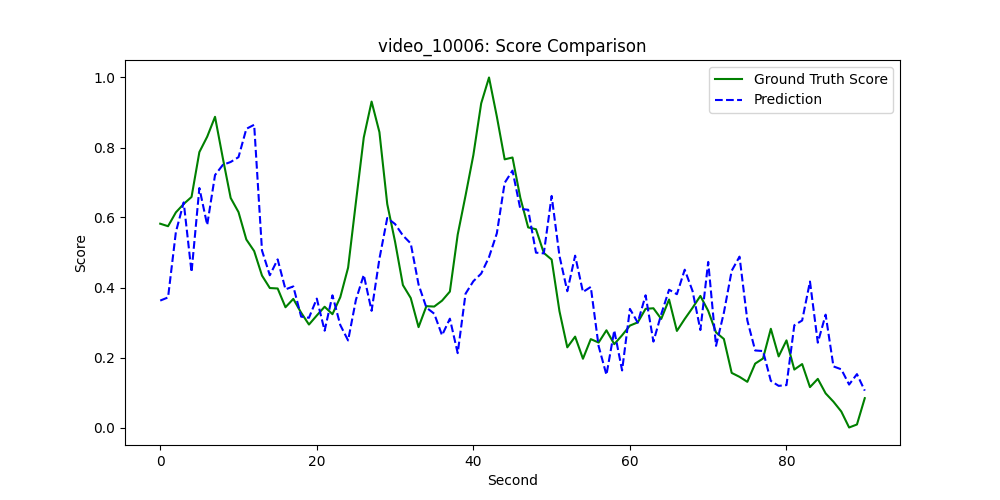 video_10006: Score Comparison
Ground Truth Score
Prediction
Score
1.0
0.8
0.6
0.4
0.2
0.0
0 20 40 60 80
Second